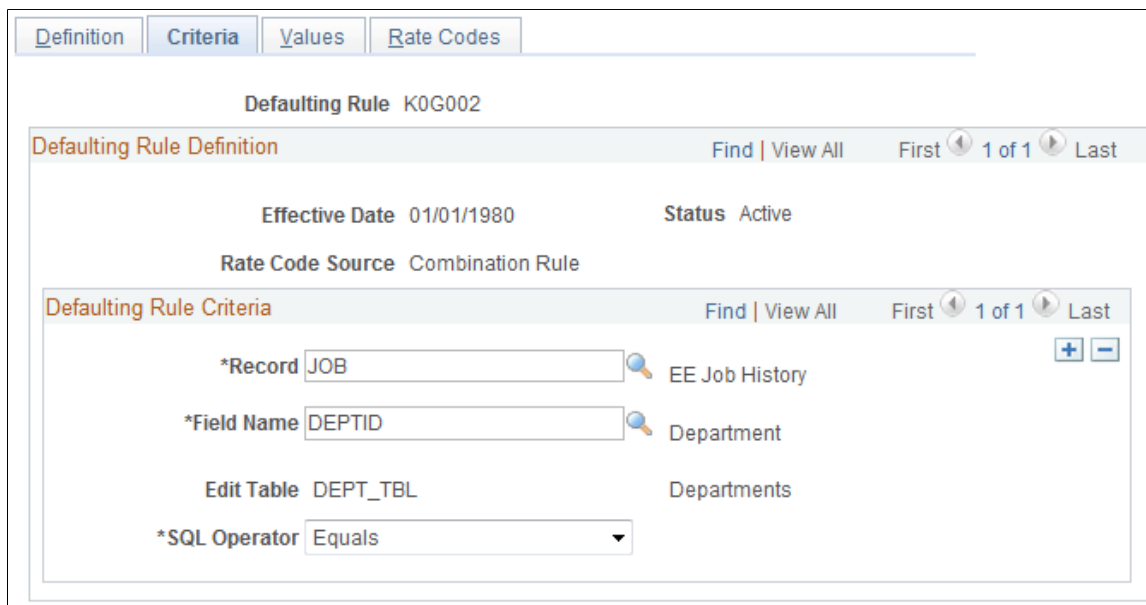 Definition Criteria Values Rate Codes
Defaulting Rule K0G002
Defaulting Rule Definition Find | View All First 1 of 1 Last
Effective Date 01/01/1980 Status Active
Rate Code Source Combination Rule
Defaulting Rule Criteria Find | View All First 1 of 1 Last
*Record JOB EE Job History
*Field Name DEPTID Department
Edit Table DEPT_TBL Departments
*SQL Operator Equals